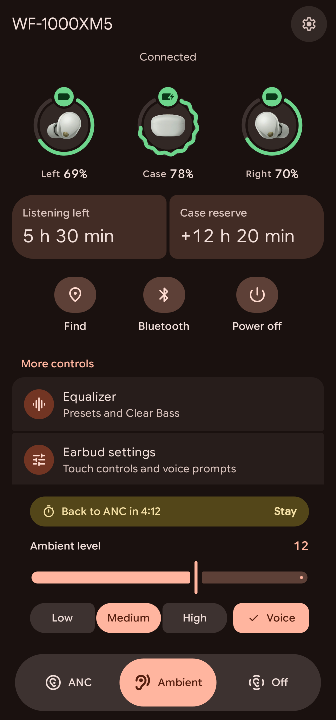 WF-1000XM5
Connected
Left 69%
Case 78%
Right 70%
Listening left
5 h 30 min
Case reserve
+12 h 20 min
Find
Bluetooth
Power off
More controls
Equalizer
Presets and Clear Bass
Earbud settings
Touch controls and voice prompts
Back to ANC in 4:12
Stay
Ambient level
12
Low
Medium
High
Voice
ANC
Ambient
Off